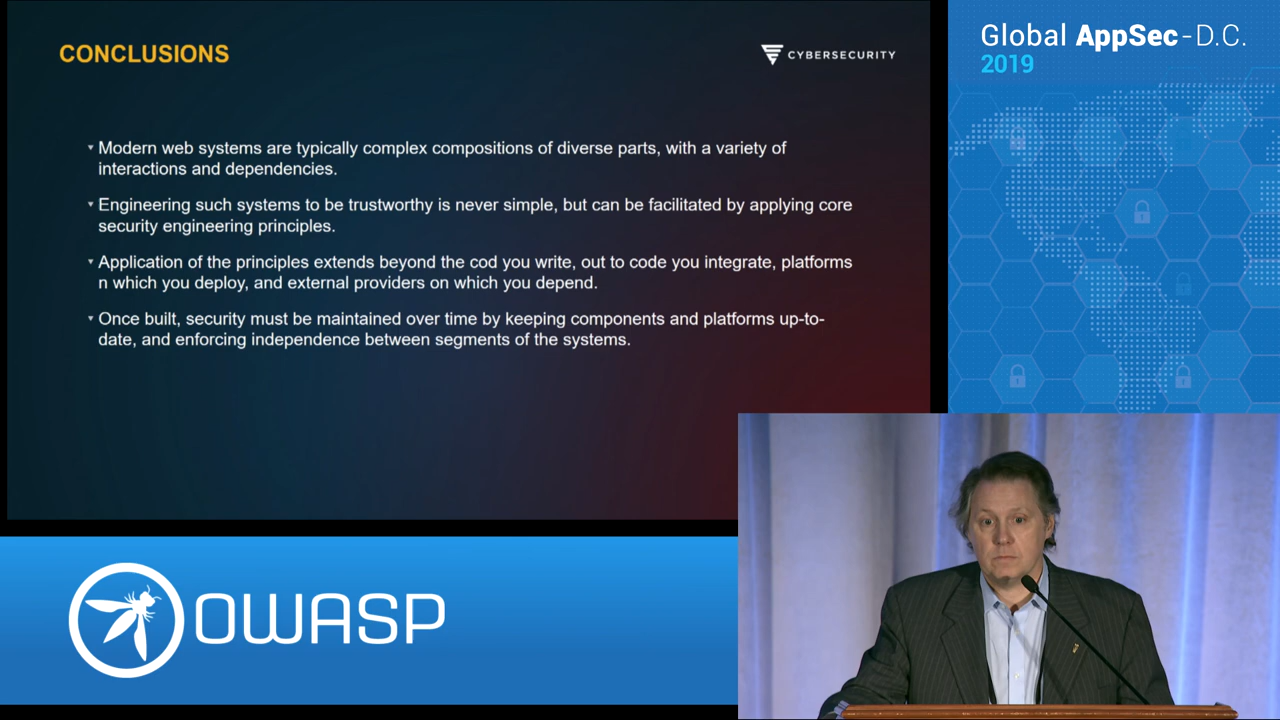 CONCLUSIONS
CYBERSECURITY
Modern web systems are typically complex compositions of diverse parts, with a variety of
interactions and dependencies.
Engineering such systems to be trustworthy is never simple, but can be facilitated by applying core
security engineering principles.
Application of the principles extends beyond the cod you write, out to code you integrate, platforms
n which you deploy, and external providers on which you depend.
Once built, security must be maintained over time by keeping components and platforms up-to-
date, and enforcing independence between segments of the systems.
Global AppSec-D.C.
2019
OWASP